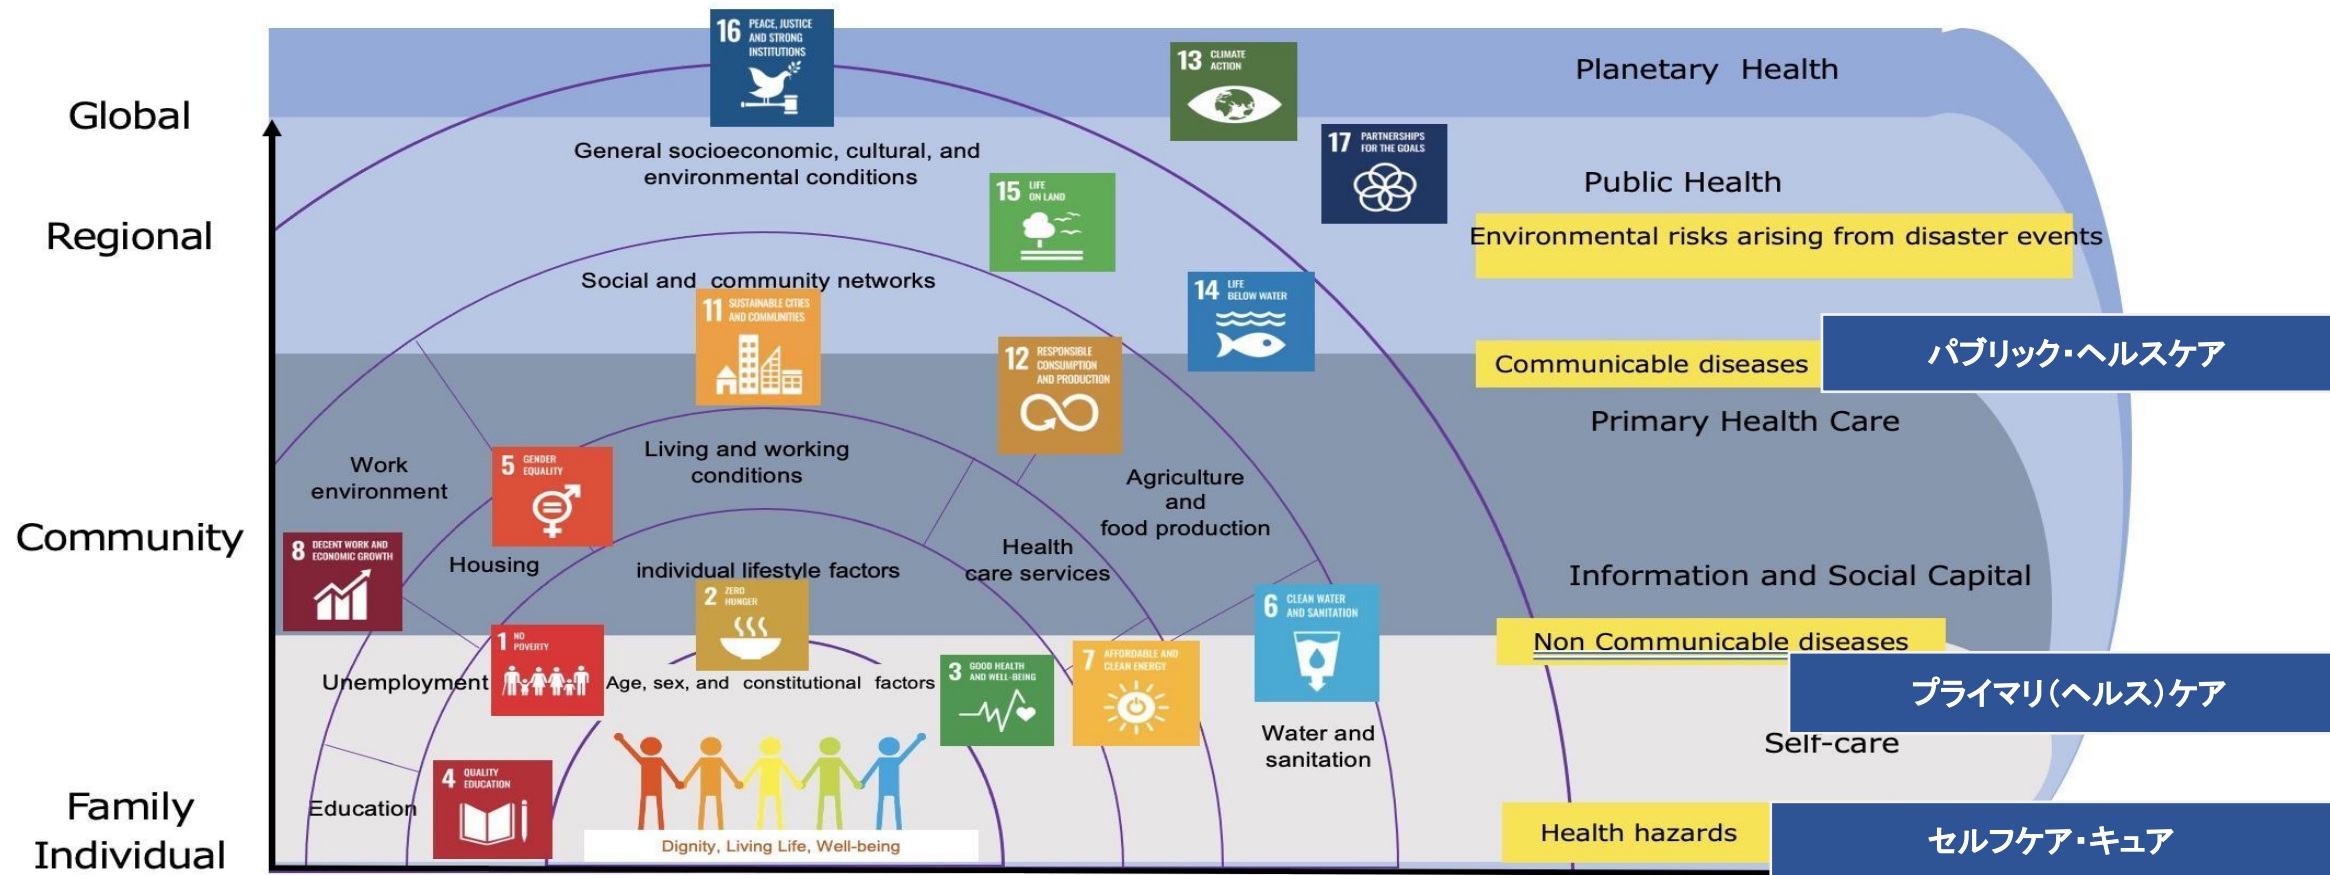 Global
Regional
Community
Family
Individual
16 PEACE, JUSTICE
AND STRONG
INSTITUTIONS
13 CLIMATE
ACTION
Planetary Health
General socioeconomic, cultural, and
environmental conditions
17 PARTNERSHIPS
FOR THE GOALS
15 LIFE
ON LAND
Public Health
Environmental risks arising from disaster events
Social and community networks
11 SUSTAINABLE CITIES
AND COMMUNITIES
14 LIFE
BELOW WATER
12 RESPONSIBLE
CONSUMPTION
AND PRODUCTION
Communicable diseases
パブリック・ヘルスケア
Primary Health Care
Work
environment
5 GENDER
EQUALITY
Living and working
conditions
Agriculture
and
food production
8 DECENT WORK AND
ECONOMIC GROWTH
Housing
individual lifestyle factors
Health
care services
Information and Social Capital
2 ZERO
HUNGER
6 CLEAN WATER
AND SANITATION
1 NO
POVERTY
Non Communicable diseases
Unemployment
Age, sex, and constitutional factors
3 GOOD HEALTH
AND WELL-BEING
7 AFFORDABLE AND
CLEAN ENERGY
プライマリ（ヘルス）ケア
Water and
sanitation
Self-care
4 QUALITY
EDUCATION
Education
Dignity, Living Life, Well-being
Health hazards
セルフケア・キュア